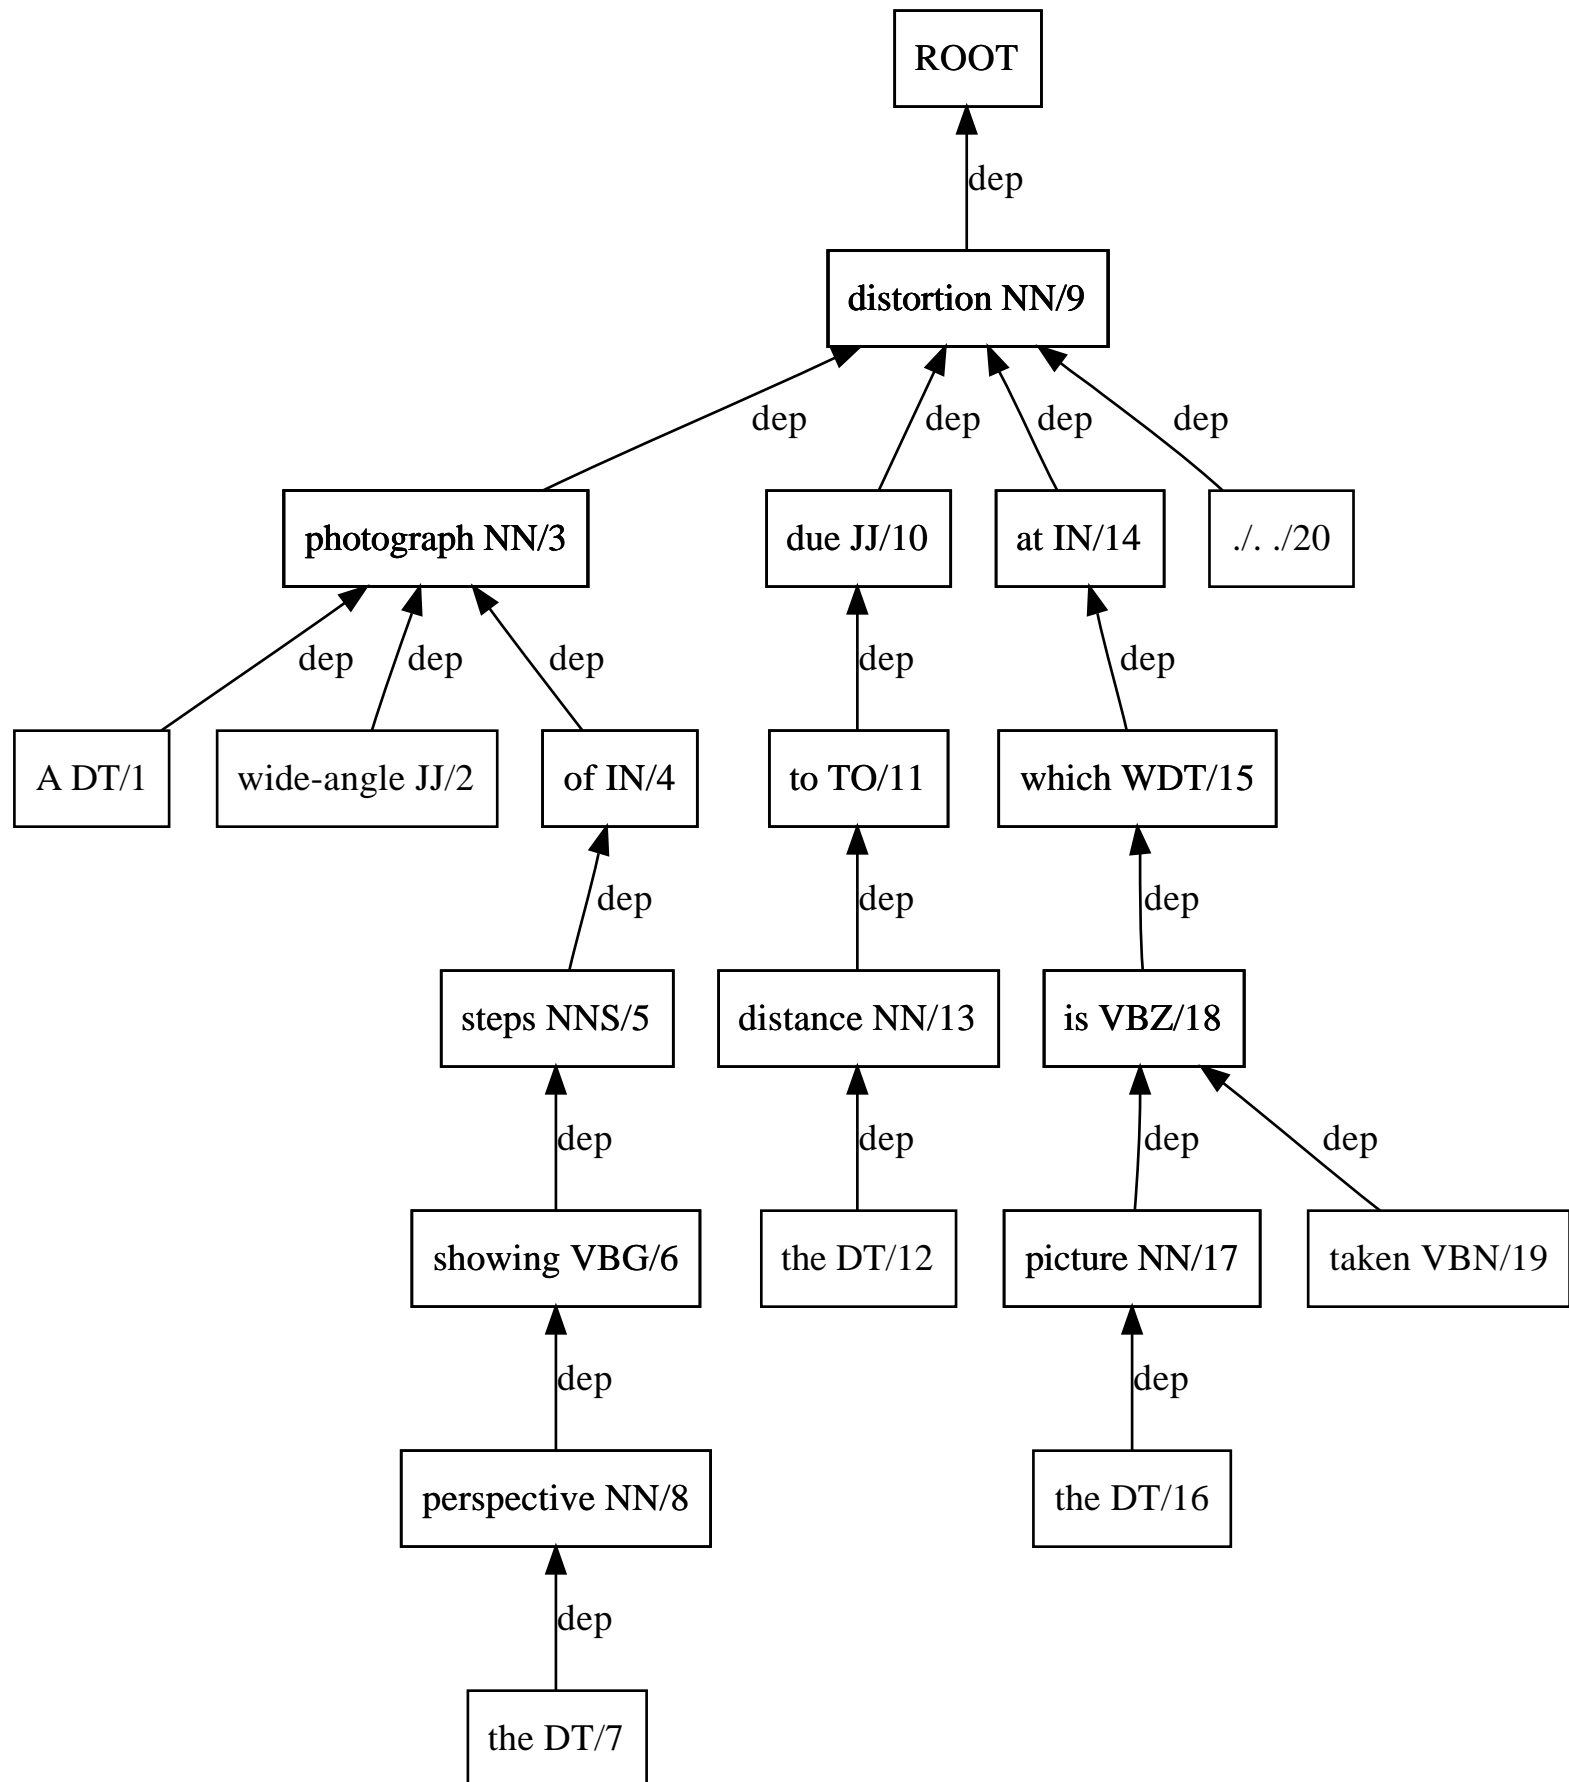 ROOT
dep
distortion NN/9
dep dep dep dep
photograph NN/3 due JJ/10 at IN/14 ./. ./20
dep dep dep dep dep
A DT/1 wide-angle JJ/2 of IN/4 to TO/11 which WDT/15
dep dep dep
steps NNS/5 distance NN/13 is VBZ/18
dep dep dep dep
showing VBG/6 the DT/12 picture NN/17 taken VBN/19
dep dep
perspective NN/8 the DT/16
dep
the DT/7